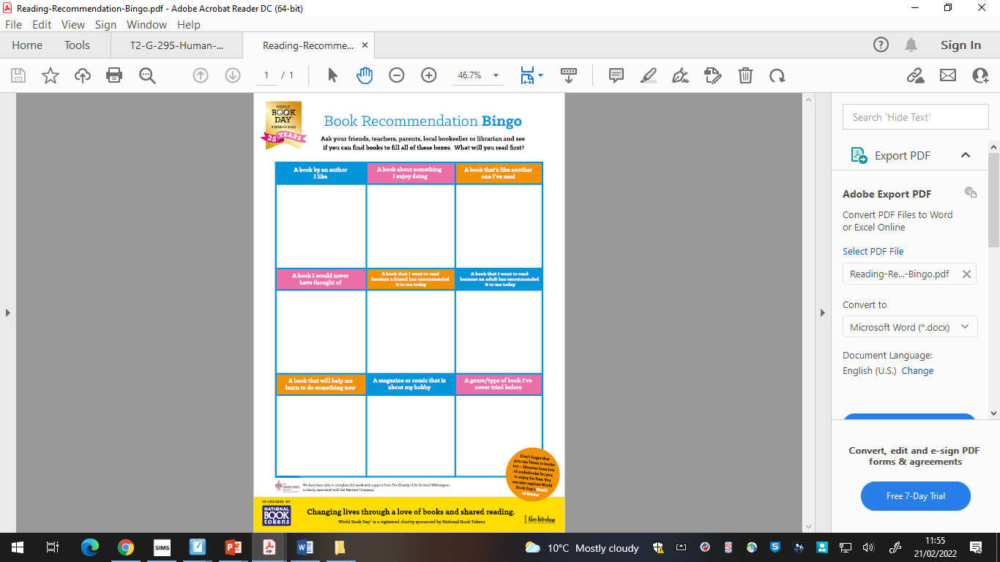 Reading-Recommendation-Bingo.pdf - Adobe Acrobat Reader DC (64-bit)
File Edit View Sign Window Help
Home Tools T2-G-295-Human-... Reading-Recomme... Sign In
1 / 1 46.7%
WORLD
BOOK
DAY
3 MARCH 2022
25 YEARS
Book Recommendation Bingo
Ask your friends, teachers, parents, local bookseller or librarian and see
if you can find books to fill all of these boxes. What will you read first?
A book by an author
I like
A book about something
I enjoy doing
A book that's like another
one I've read
A book I would never
have thought of
A book that I want to read
because a friend has recommended
it to me today
A book that I want to read
because an adult has recommended
it to me today
A book that will help me
learn to do something new
A magazine or comic that is
about my hobby
A genre/type of book I've
never tried before
Don't forget that
you can listen to books
too – libraries have lots
of audiobooks for you
to enjoy for free. You
can also explore World
Book Day's World
of Stories
We have been able to complete this work with support from The Charity of Sir Richard Whittington,
a charity associated with the Mercers' Company.
SPONSORED BY
NATIONAL
BOOK
tokens
Changing lives through a love of books and shared reading.
World Book Day® is a registered charity sponsored by National Book Tokens
Search 'Hide Text'
Export PDF
Adobe Export PDF
Convert PDF Files to Word
or Excel Online
Select PDF File
Reading-Re...-Bingo.pdf
Convert to
Microsoft Word (*.docx)
Document Language:
English (U.S.) Change
Convert, edit and e-sign PDF
forms & agreements
Free 7-Day Trial
SIMS
10°C Mostly cloudy
11:55
21/02/2022